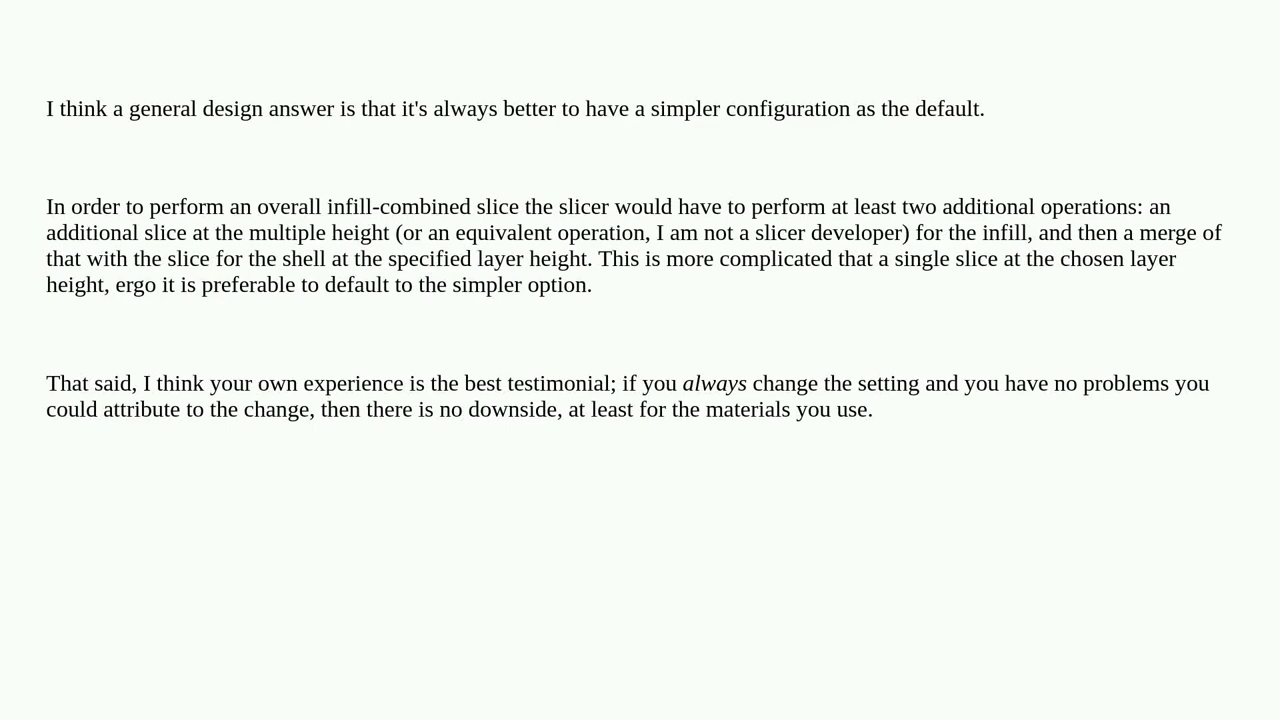 I think a general design answer is that it's always better to have a simpler configuration as the default.
In order to perform an overall infill-combined slice the slicer would have to perform at least two additional operations: an
additional slice at the multiple height (or an equivalent operation, I am not a slicer developer) for the infill, and then a merge of
that with the slice for the shell at the specified layer height. This is more complicated that a single slice at the chosen layer
height, ergo it is preferable to default to the simpler option.
That said, I think your own experience is the best testimonial; if you always change the setting and you have no problems you
could attribute to the change, then there is no downside, at least for the materials you use.